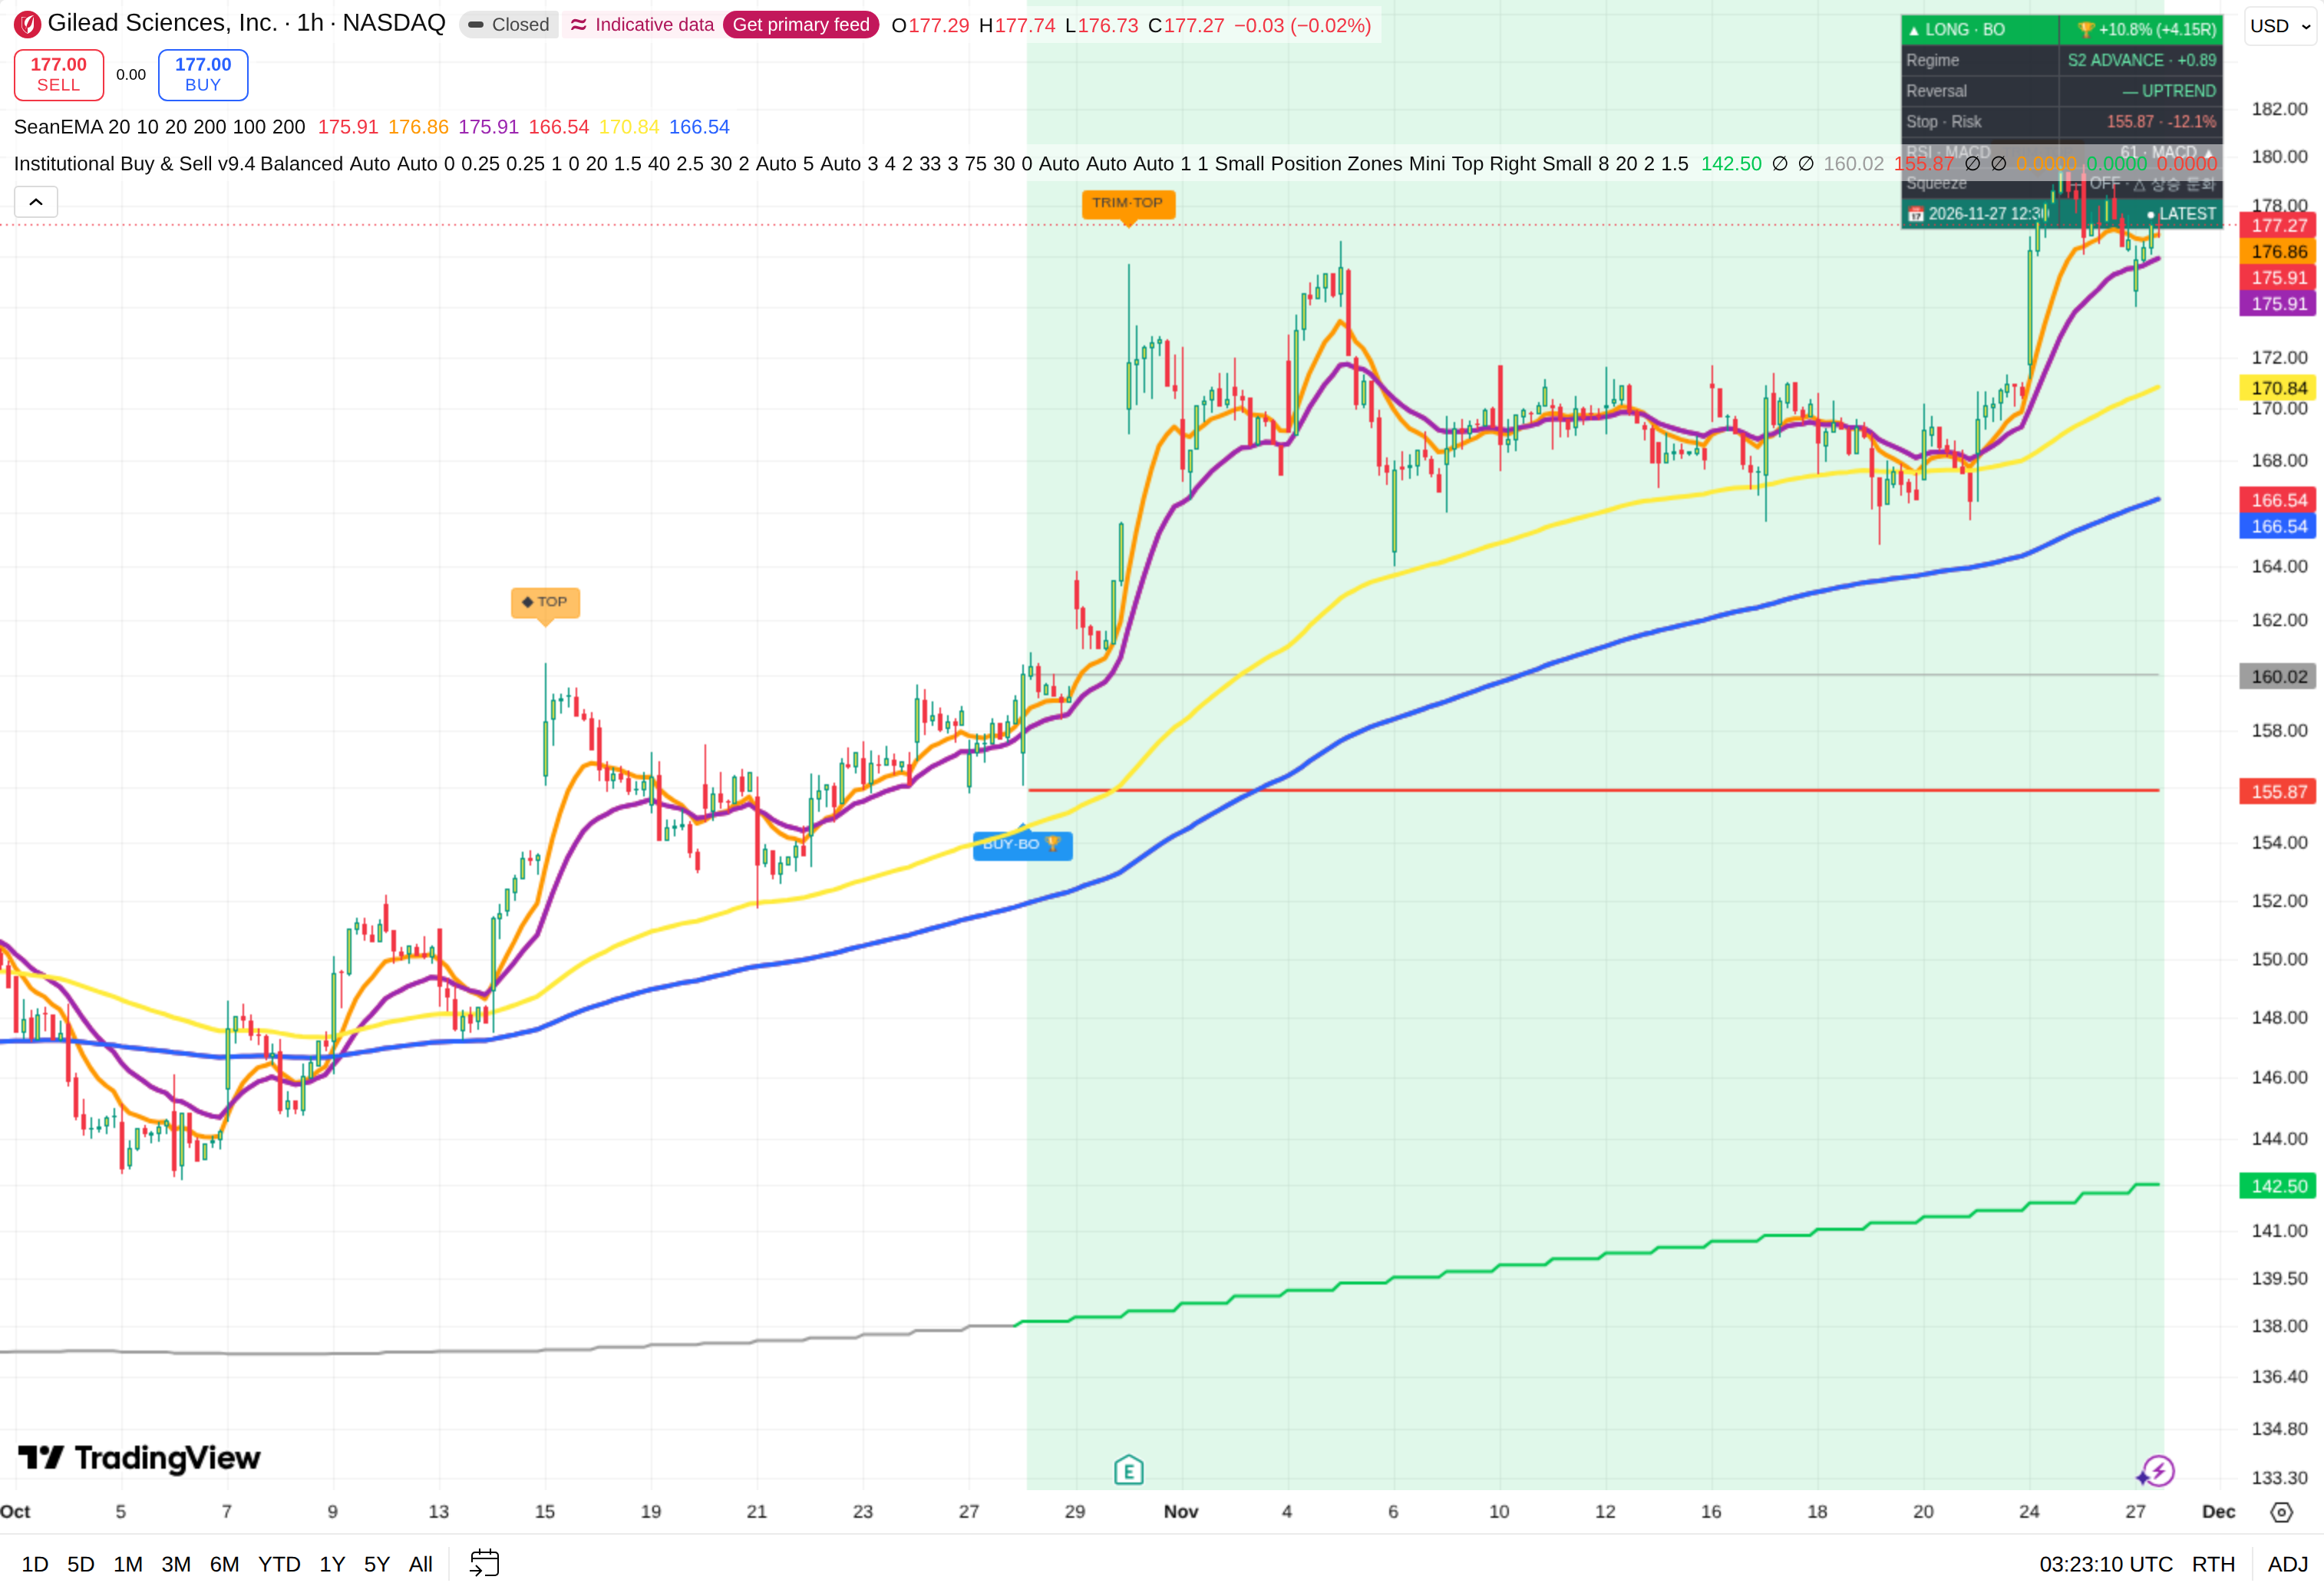 Gilead Sciences, Inc. · 1h · NASDAQ Closed Indicative data Get primary feed O177.29 H177.74 L176.73 C177.27 −0.03 (−0.02%)
177.00 SELL 0.00 177.00 BUY
SeanEMA 20 10 20 200 100 200 175.91 176.86 175.91 166.54 170.84 166.54
Institutional Buy & Sell v9.4 Balanced Auto Auto 0 0.25 0.25 1 0 20 1.5 40 2.5 30 2 Auto 5 Auto 3 4 2 33 3 75 30 0 Auto Auto Auto 1 1 Small Position Zones Mini Top Right Small 8 20 2 1.5 142.50 ∅ ∅ 160.02 155.87 ∅ ∅ 0.0000 0.0000 0.0000
▲ LONG · BO 🏆 +10.8% (+4.15R)
Regime S2 ADVANCE · +0.89
Reversal — UPTREND
Stop · Risk 155.87 · -12.1%
RSI · MACD 61 · MACD ▲
Squeeze OFF · △ 상승 둔화
📅 2026-11-27 12:30 ● LATEST
USD
182.00
180.00
178.00
177.27
176.86
175.91
175.91
172.00
170.84
170.00
168.00
166.54
166.54
164.00
162.00
160.02
158.00
155.87
154.00
152.00
150.00
148.00
146.00
144.00
142.50
141.00
139.50
138.00
136.40
134.80
133.30
TRIM-TOP
◆ TOP
BUY-BO 🏆
E
TradingView
Oct 5 7 9 13 15 19 21 23 27 29 Nov 4 6 10 12 16 18 20 24 27 Dec
1D 5D 1M 3M 6M YTD 1Y 5Y All 03:23:10 UTC RTH ADJ